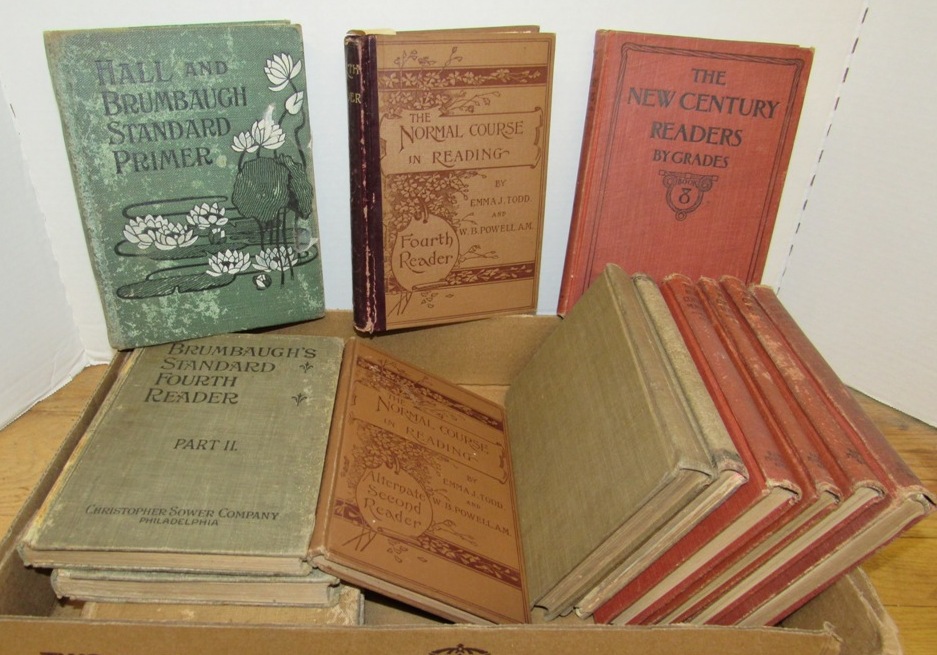 HALL AND
BRUMBAUGH
STANDARD
PRIMER
THE
NORMAL COURSE
IN READING
BY
EMMA J. TODD
AND
W. B. POWELL A.M.
Fourth
Reader
THE
NEW CENTURY
READERS
BY GRADES
BOOK
3
BRUMBAUGH'S
STANDARD
FOURTH
READER
PART II.
CHRISTOPHER SOWER COMPANY
PHILADELPHIA
THE
NORMAL COURSE
IN READING
BY
EMMA J. TODD
AND
W. B. POWELL A.M.
Alternate
Second
Reader